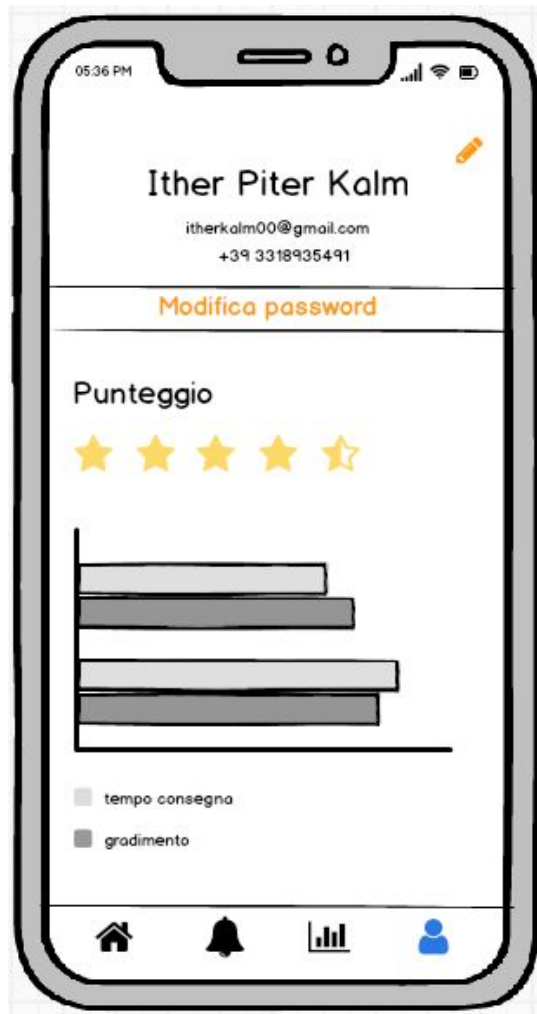 05:36 PM
Ither Piter Kalm
itherkalm00@gmail.com
+39 3318935491
Modifica password
Punteggio
tempo consegna
gradimento